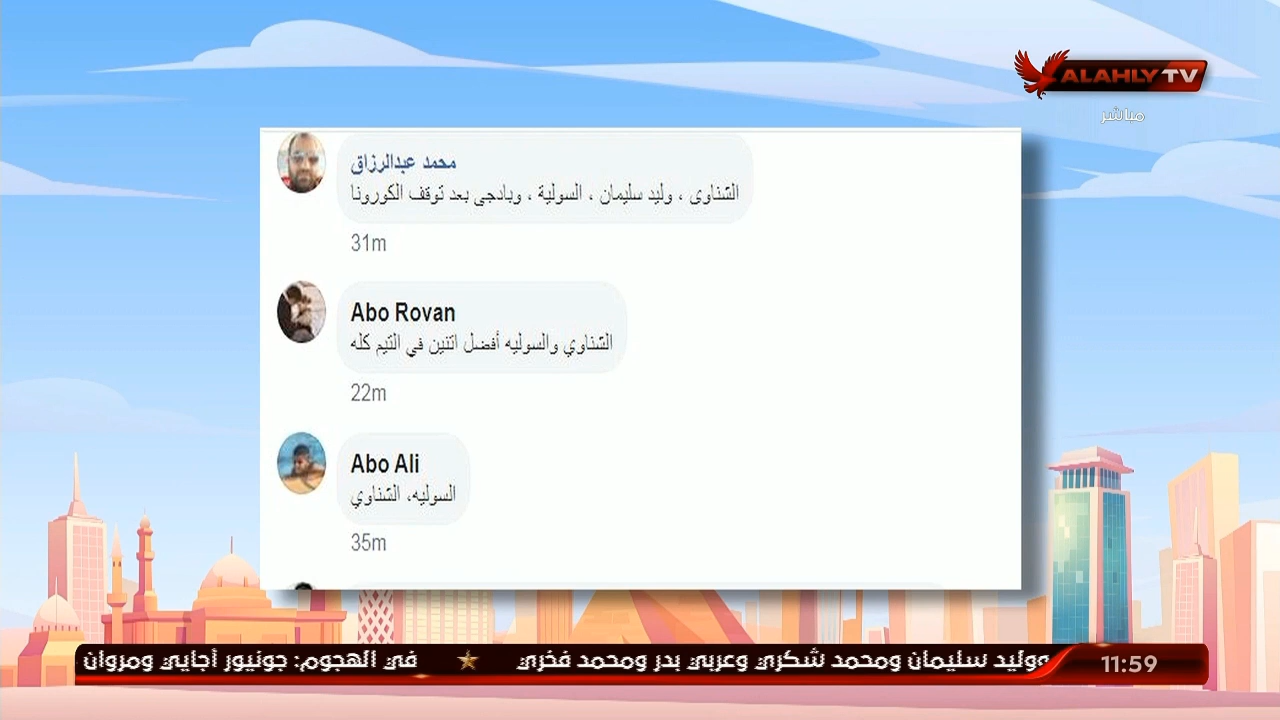 ALAHLY TV
مباشر
محمد عبدالرزاق
الشناوى ، وليد سليمان ، السولية ، وبادجى بعد توقف الكورونا
31m
Abo Rovan
الشناوي والسوليه أفضل اتنين في التيم كله
22m
Abo Ali
السوليه، الشناوي
35m
ووليد سليمان ومحمد شكري وعربي بدر ومحمد فخري ★ في الهجوم: جونيور أجايي ومروان
11:59